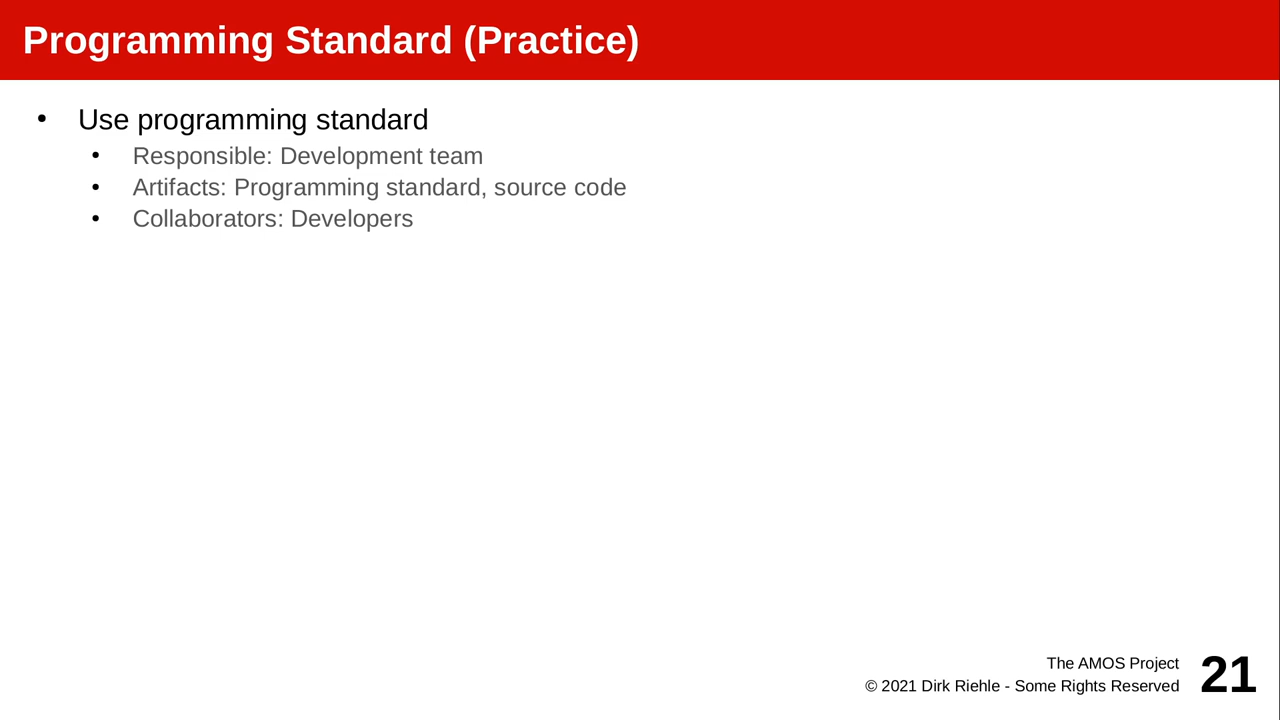 Programming Standard (Practice)
• Use programming standard
• Responsible: Development team
• Artifacts: Programming standard, source code
• Collaborators: Developers
The AMOS Project
© 2021 Dirk Riehle - Some Rights Reserved
21